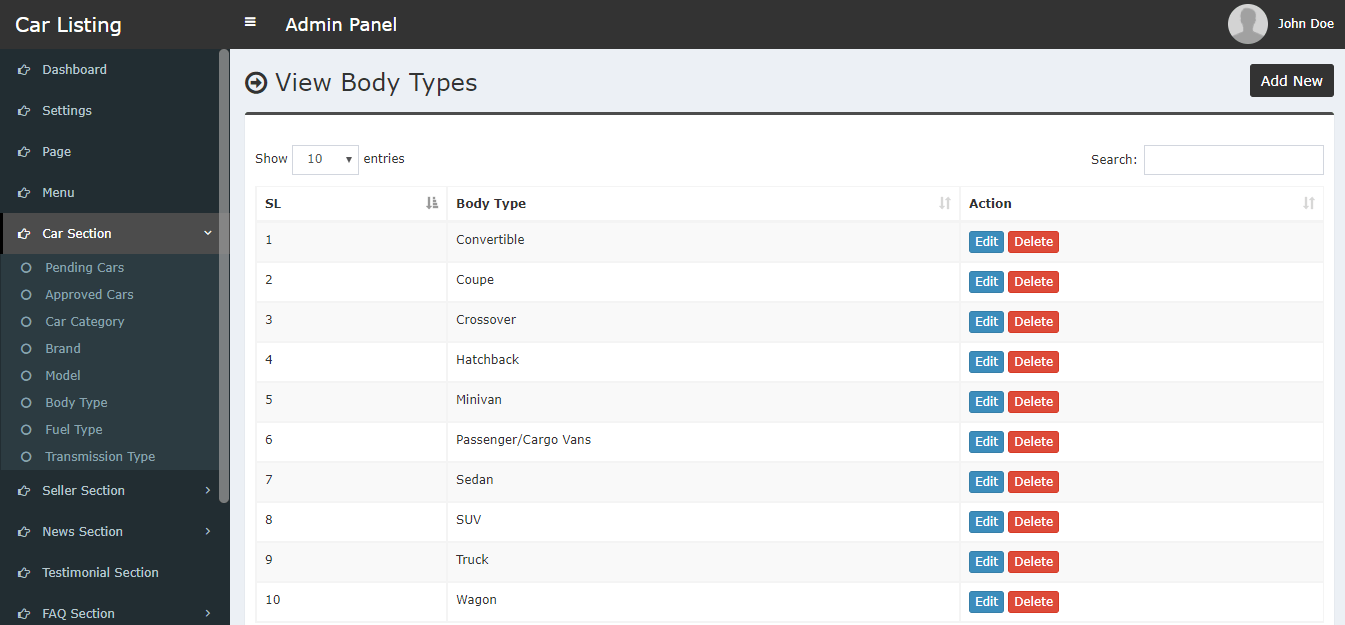 Car Listing
Admin Panel
John Doe
Dashboard
Settings
Page
Menu
Car Section
Pending Cars
Approved Cars
Car Category
Brand
Model
Body Type
Fuel Type
Transmission Type
Seller Section
News Section
Testimonial Section
FAQ Section
View Body Types
Add New
Show 10 entries
Search:
SL Body Type Action
1 Convertible Edit Delete
2 Coupe Edit Delete
3 Crossover Edit Delete
4 Hatchback Edit Delete
5 Minivan Edit Delete
6 Passenger/Cargo Vans Edit Delete
7 Sedan Edit Delete
8 SUV Edit Delete
9 Truck Edit Delete
10 Wagon Edit Delete